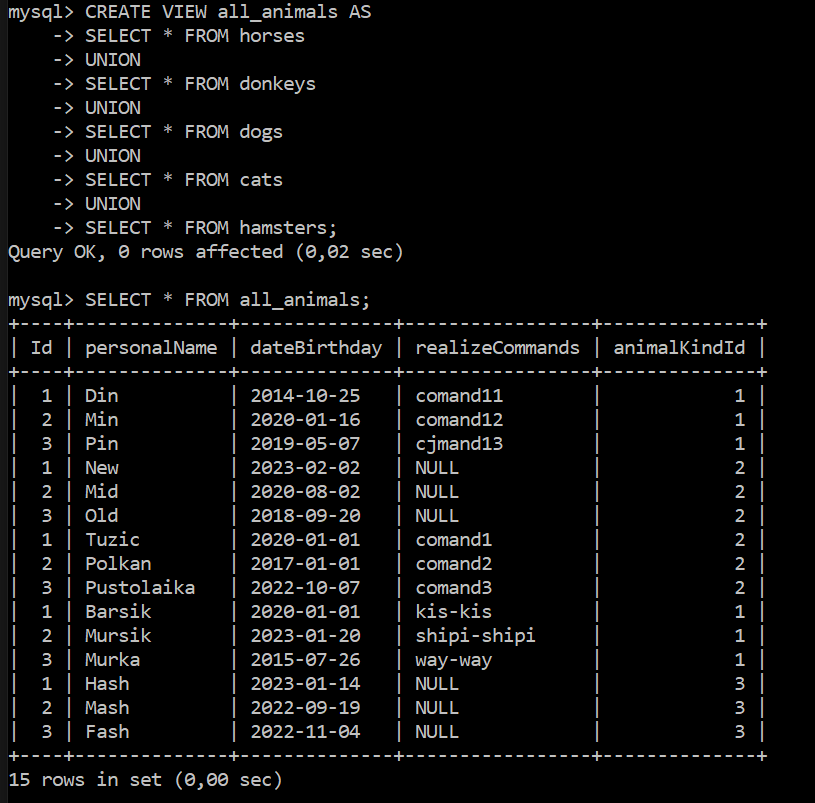 mysql> CREATE VIEW all_animals AS
    -> SELECT * FROM horses
    -> UNION
    -> SELECT * FROM donkeys
    -> UNION
    -> SELECT * FROM dogs
    -> UNION
    -> SELECT * FROM cats
    -> UNION
    -> SELECT * FROM hamsters;
Query OK, 0 rows affected (0,02 sec)

mysql> SELECT * FROM all_animals;
+----+--------------+--------------+-----------------+--------------+
| Id | personalName | dateBirthday | realizeCommands | animalKindId |
+----+--------------+--------------+-----------------+--------------+
|  1 | Din          | 2014-10-25   | comand11        |            1 |
|  2 | Min          | 2020-01-16   | comand12        |            1 |
|  3 | Pin          | 2019-05-07   | cjmand13        |            1 |
|  1 | New          | 2023-02-02   | NULL            |            2 |
|  2 | Mid          | 2020-08-02   | NULL            |            2 |
|  3 | Old          | 2018-09-20   | NULL            |            2 |
|  1 | Tuzic        | 2020-01-01   | comand1         |            2 |
|  2 | Polkan       | 2017-01-01   | comand2         |            2 |
|  3 | Pustolaika   | 2022-10-07   | comand3         |            2 |
|  1 | Barsik       | 2020-01-01   | kis-kis         |            1 |
|  2 | Mursik       | 2023-01-20   | shipi-shipi     |            1 |
|  3 | Murka        | 2015-07-26   | way-way         |            1 |
|  1 | Hash         | 2023-01-14   | NULL            |            3 |
|  2 | Mash         | 2022-09-19   | NULL            |            3 |
|  3 | Fash         | 2022-11-04   | NULL            |            3 |
+----+--------------+--------------+-----------------+--------------+
15 rows in set (0,00 sec)